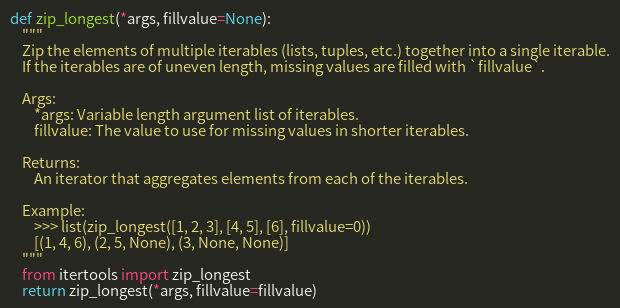 def zip_longest(*args, fillvalue=None):
    """
    Zip the elements of multiple iterables (lists, tuples, etc.) together into a single iterable.
    If the iterables are of uneven length, missing values are filled with `fillvalue`.

    Args:
        *args: Variable length argument list of iterables.
        fillvalue: The value to use for missing values in shorter iterables.

    Returns:
        An iterator that aggregates elements from each of the iterables.

    Example:
        >>> list(zip_longest([1, 2, 3], [4, 5], [6], fillvalue=0))
        [(1, 4, 6), (2, 5, None), (3, None, None)]
    """
    from itertools import zip_longest
    return zip_longest(*args, fillvalue=fillvalue)